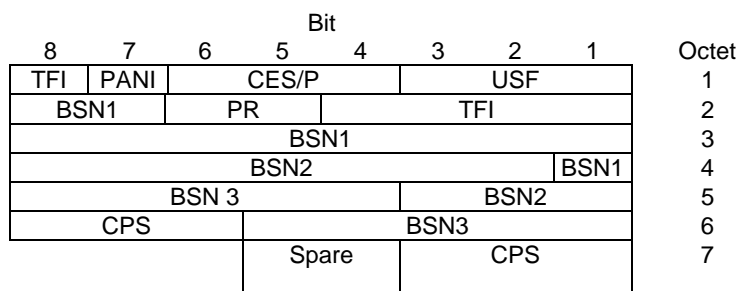 Bit
8 7 6 5 4 3 2 1 Octet
TFI PANI CES/P USF 1
BSN1 PR TFI 2
BSN1 3
BSN2 BSN1 4
BSN 3 BSN2 5
CPS BSN3 6
Spare CPS 7